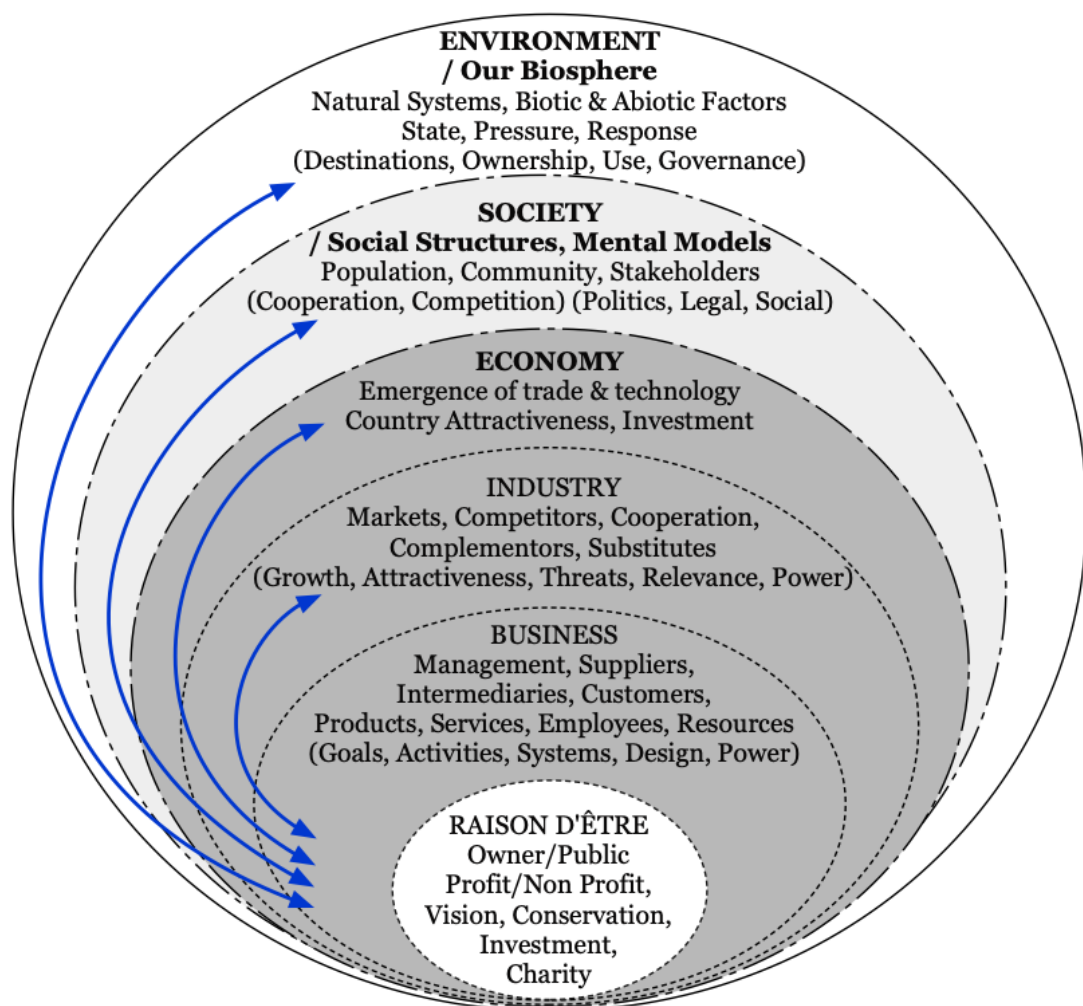 ENVIRONMENT
/ Our Biosphere
Natural Systems, Biotic & Abiotic Factors
State, Pressure, Response
(Destinations, Ownership, Use, Governance)
SOCIETY
/ Social Structures, Mental Models
Population, Community, Stakeholders
(Cooperation, Competition) (Politics, Legal, Social)
ECONOMY
Emergence of trade & technology
Country Attractiveness, Investment
INDUSTRY
Markets, Competitors, Cooperation,
Complementors, Substitutes
(Growth, Attractiveness, Threats, Relevance, Power)
BUSINESS
Management, Suppliers,
Intermediaries, Customers,
Products, Services, Employees, Resources
(Goals, Activities, Systems, Design, Power)
RAISON D'ÊTRE
Owner/Public
Profit/Non Profit,
Vision, Conservation,
Investment,
Charity